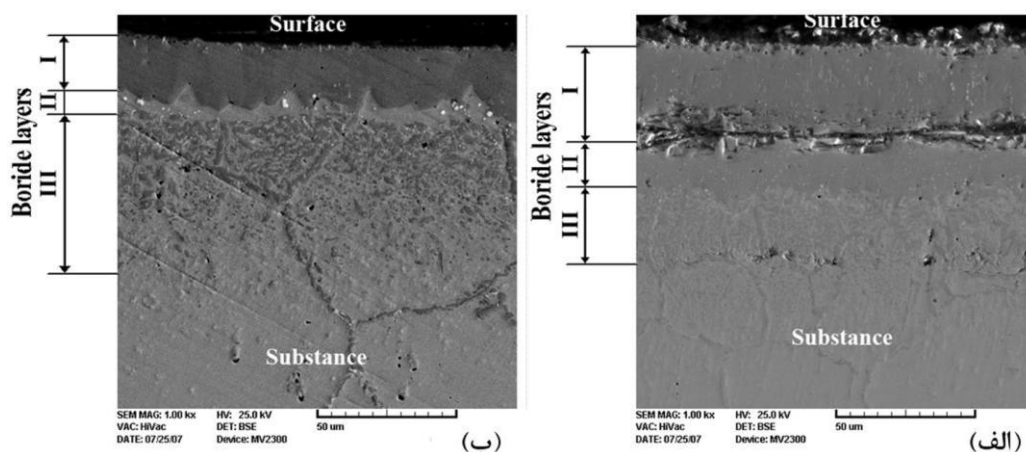 Surface
Boride layers
I
II
III
Substance
SEM MAG: 1.00 kx HV: 25.0 kV
VAC: HiVac DET: BSE
DATE: 07/25/07 Device: MV2300
50 um
(ب)
Surface
Boride layers
I
II
III
Substance
SEM MAG: 1.00 kx HV: 25.0 kV
VAC: HiVac DET: BSE
DATE: 07/25/07 Device: MV2300
50 um
(الف)